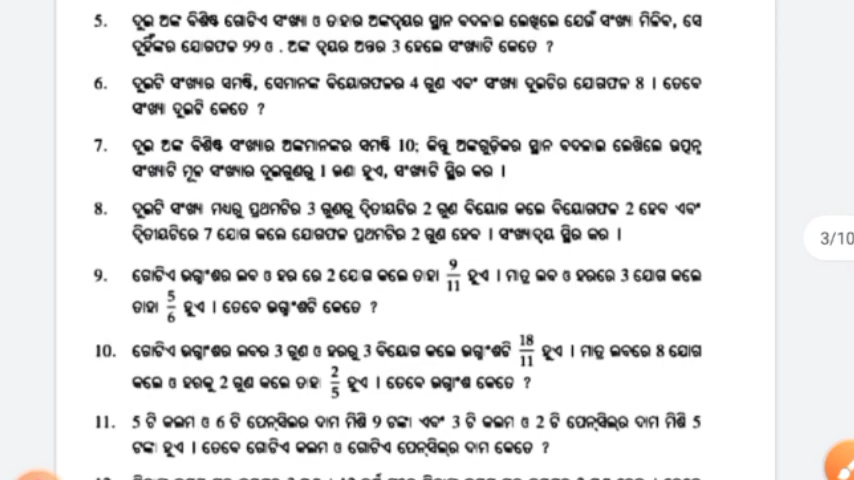 5. ଦୁଇ ଅଙ୍କ ବିଶିଷ୍ଟ ଗୋଟିଏ ସଂଖ୍ୟା ଓ ତାହାର ଅଙ୍କଦ୍ୱୟର ସ୍ଥାନ ବଦଳାଇ ଲେଖିଲେ ଯେଉଁ ସଂଖ୍ୟା ମିଳିବ, ସେ
ଦୁହିଁଙ୍କର ଯୋଗଫଳ 99 ଓ . ଅଙ୍କ ଦ୍ୱୟର ଅନ୍ତର 3 ହେଲେ ସଂଖ୍ୟାଟି କେତେ ?
6. ଦୁଇଟି ସଂଖ୍ୟାର ସମଷ୍ଟି, ସେମାନଙ୍କ ବିୟୋଗଫଳର 4 ଗୁଣ ଏବଂ ସଂଖ୍ୟା ଦୁଇଟିର ଯୋଗଫଳ 8 । ତେବେ
ସଂଖ୍ୟା ଦୁଇଟି କେତେ ?
7. ଦୁଇ ଅଙ୍କ ବିଶିଷ୍ଟ ସଂଖ୍ୟାର ଅଙ୍କମାନଙ୍କର ସମଷ୍ଟି 10; କିନ୍ତୁ ଅଙ୍କଗୁଡ଼ିକର ସ୍ଥାନ ବଦଳାଇ ଲେଖିଲେ ଉତ୍ପନ୍ନ
ସଂଖ୍ୟାଟି ମୂଳ ସଂଖ୍ୟାର ଦୁଇଗୁଣରୁ 1 ଊଣା ହୁଏ, ସଂଖ୍ୟାଟି ସ୍ଥିର କର ।
8. ଦୁଇଟି ସଂଖ୍ୟା ମଧ୍ୟରୁ ପ୍ରଥମଟିର 3 ଗୁଣରୁ ଦ୍ୱିତୀୟଟିର 2 ଗୁଣ ବିୟୋଗ କଲେ ବିୟୋଗଫଳ 2 ହେବ ଏବଂ
ଦ୍ୱିତୀୟଟିରେ 7 ଯୋଗ କଲେ ଯୋଗଫଳ ପ୍ରଥମଟିର 2 ଗୁଣ ହେବ । ସଂଖ୍ୟାଦ୍ୱୟ ସ୍ଥିର କର ।
3/10
9. ଗୋଟିଏ ଭଗ୍ନାଂଶର ଲବ ଓ ହର ରେ 2 ଯୋଗ କଲେ ତାହା 9/11 ହୁଏ । ମାତ୍ର ଲବ ଓ ହରରେ 3 ଯୋଗ କଲେ
ତାହା 5/6 ହୁଏ । ତେବେ ଭଗ୍ନାଂଶଟି କେତେ ?
10. ଗୋଟିଏ ଭଗ୍ନାଂଶର ଲବର 3 ଗୁଣ ଓ ହରରୁ 3 ବିୟୋଗ କଲେ ଭଗ୍ନାଂଶଟି 18/11 ହୁଏ । ମାତ୍ର ଲବରେ 8 ଯୋଗ
କଲେ ଓ ହରକୁ 2 ଗୁଣ କଲେ ତାହା 2/5 ହୁଏ । ତେବେ ଭଗ୍ନାଂଶ କେତେ ?
11. 5 ଟି କଲମ ଓ 6 ଟି ପେନ୍‌ସିଲର ଦାମ ମିଶି 9 ଟଙ୍କା ଏବଂ 3 ଟି କଲମ ଓ 2 ଟି ପେନ୍‌ସିଲ୍‌ର ଦାମ ମିଶି 5
ଟଙ୍କା ହୁଏ । ତେବେ ଗୋଟିଏ କଲମ ଓ ଗୋଟିଏ ପେନ୍‌ସିଲ୍‌ର ଦାମ କେତେ ?